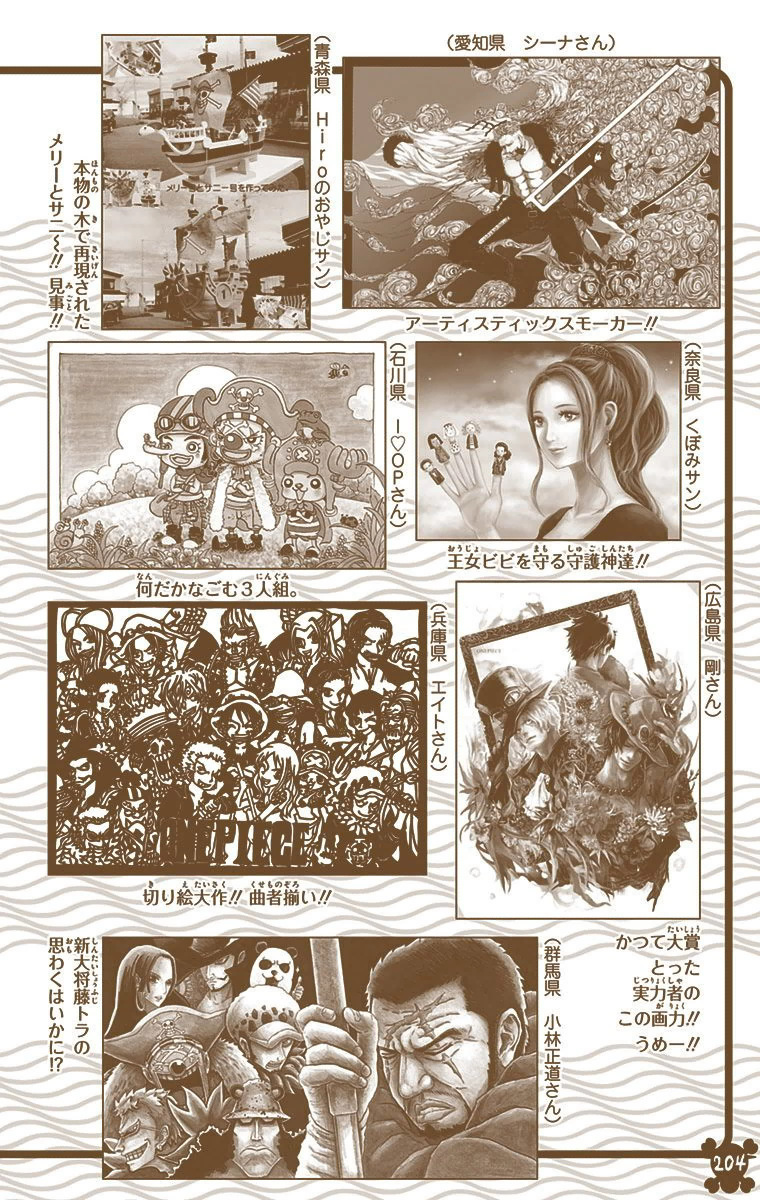 (愛知県　シーナさん)
アーティスティックスモーカー!!
(青森県　Hiroのおやじサン)
メリー号とサニー号を作ってみた
本物の木で再現された
メリーとサニ〜!! 見事!!
(奈良県　くぼみサン)
王女ビビを守る守護神達!!
(石川県　I♡OPさん)
何だかなごむ3人組。
(広島県　剛さん)
ONEPIECE
かつて大賞
とった
実力者の
この画力!!
うめー!!
(兵庫県　エイトさん)
ONEPIECE
切り絵大作!! 曲者揃い!!
(群馬県　小林正道さん)
新大将藤トラの
思わくはいかに!?
204